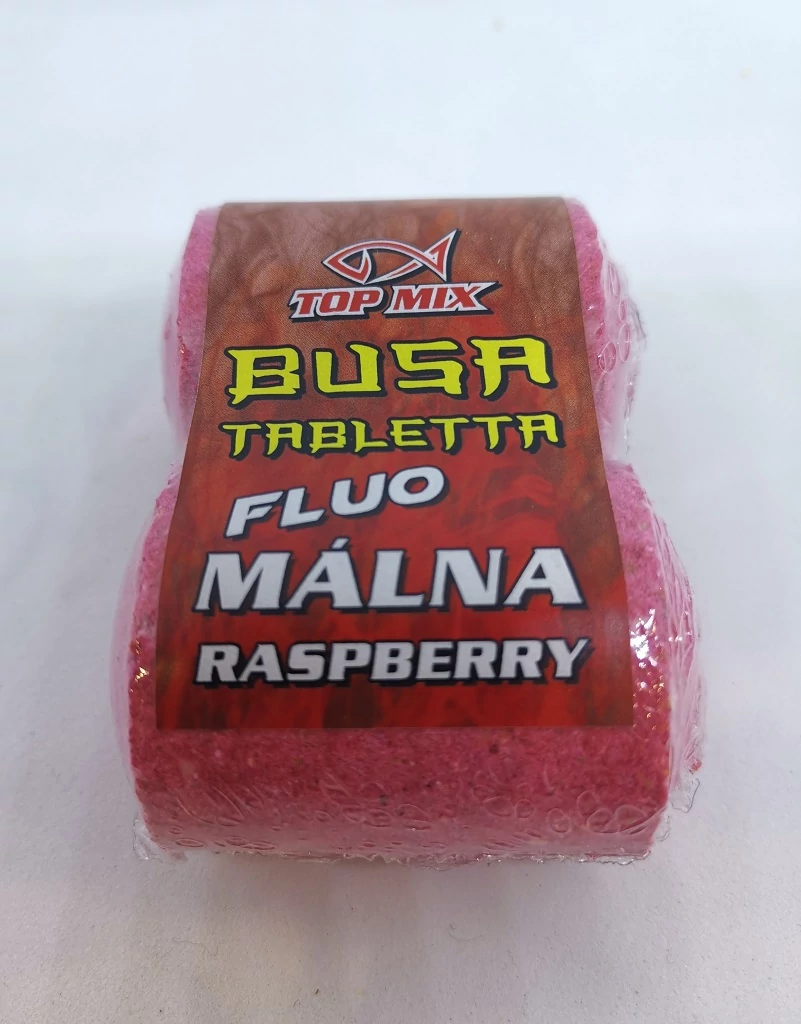 TOP MIX
BUSA
TABLETTA
FLUO
MÁLNA
RASPBERRY